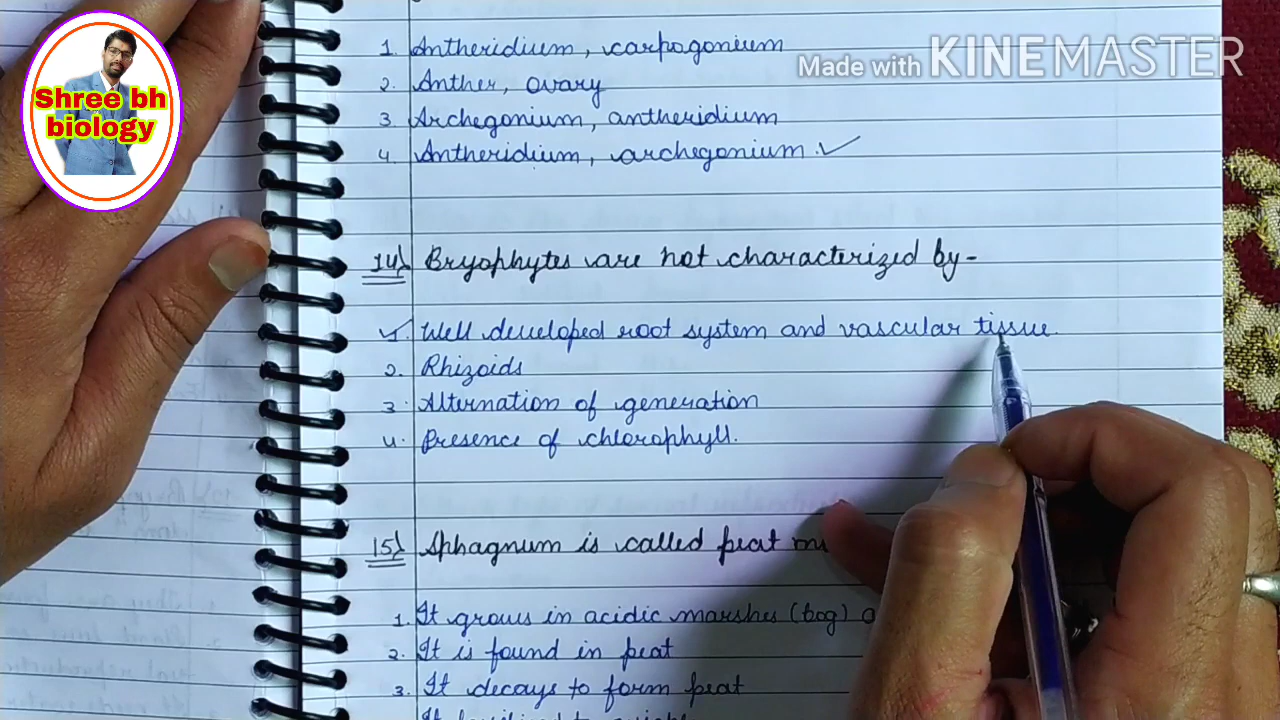 Shree bh
biology
Made with KINEMASTER
1. Antheridium, carpogonium
2. Anther, ovary
3. Archegonium, antheridium
4. Antheridium, archegonium. ✓
14) Bryophytes are not characterized by-
✓1. Well developed root system and vascular tissue.
2. Rhizoids
3. Alternation of generation
4. Presence of chlorophyll.
15) Sphagnum is called peat
1. It grows in acidic marshes (bog)
2. It is found in peat
3. It decays to form peat